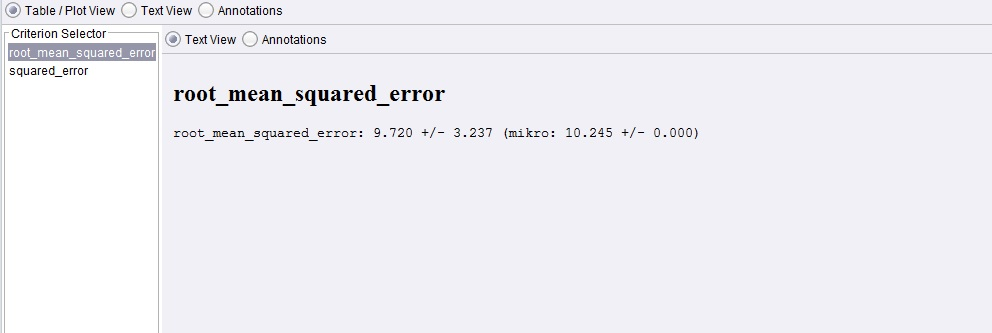 Table / Plot View Text View Annotations
Criterion Selector
root_mean_squared_error
squared_error
Text View Annotations
root_mean_squared_error
root_mean_squared_error: 9.720 +/- 3.237 (mikro: 10.245 +/- 0.000)